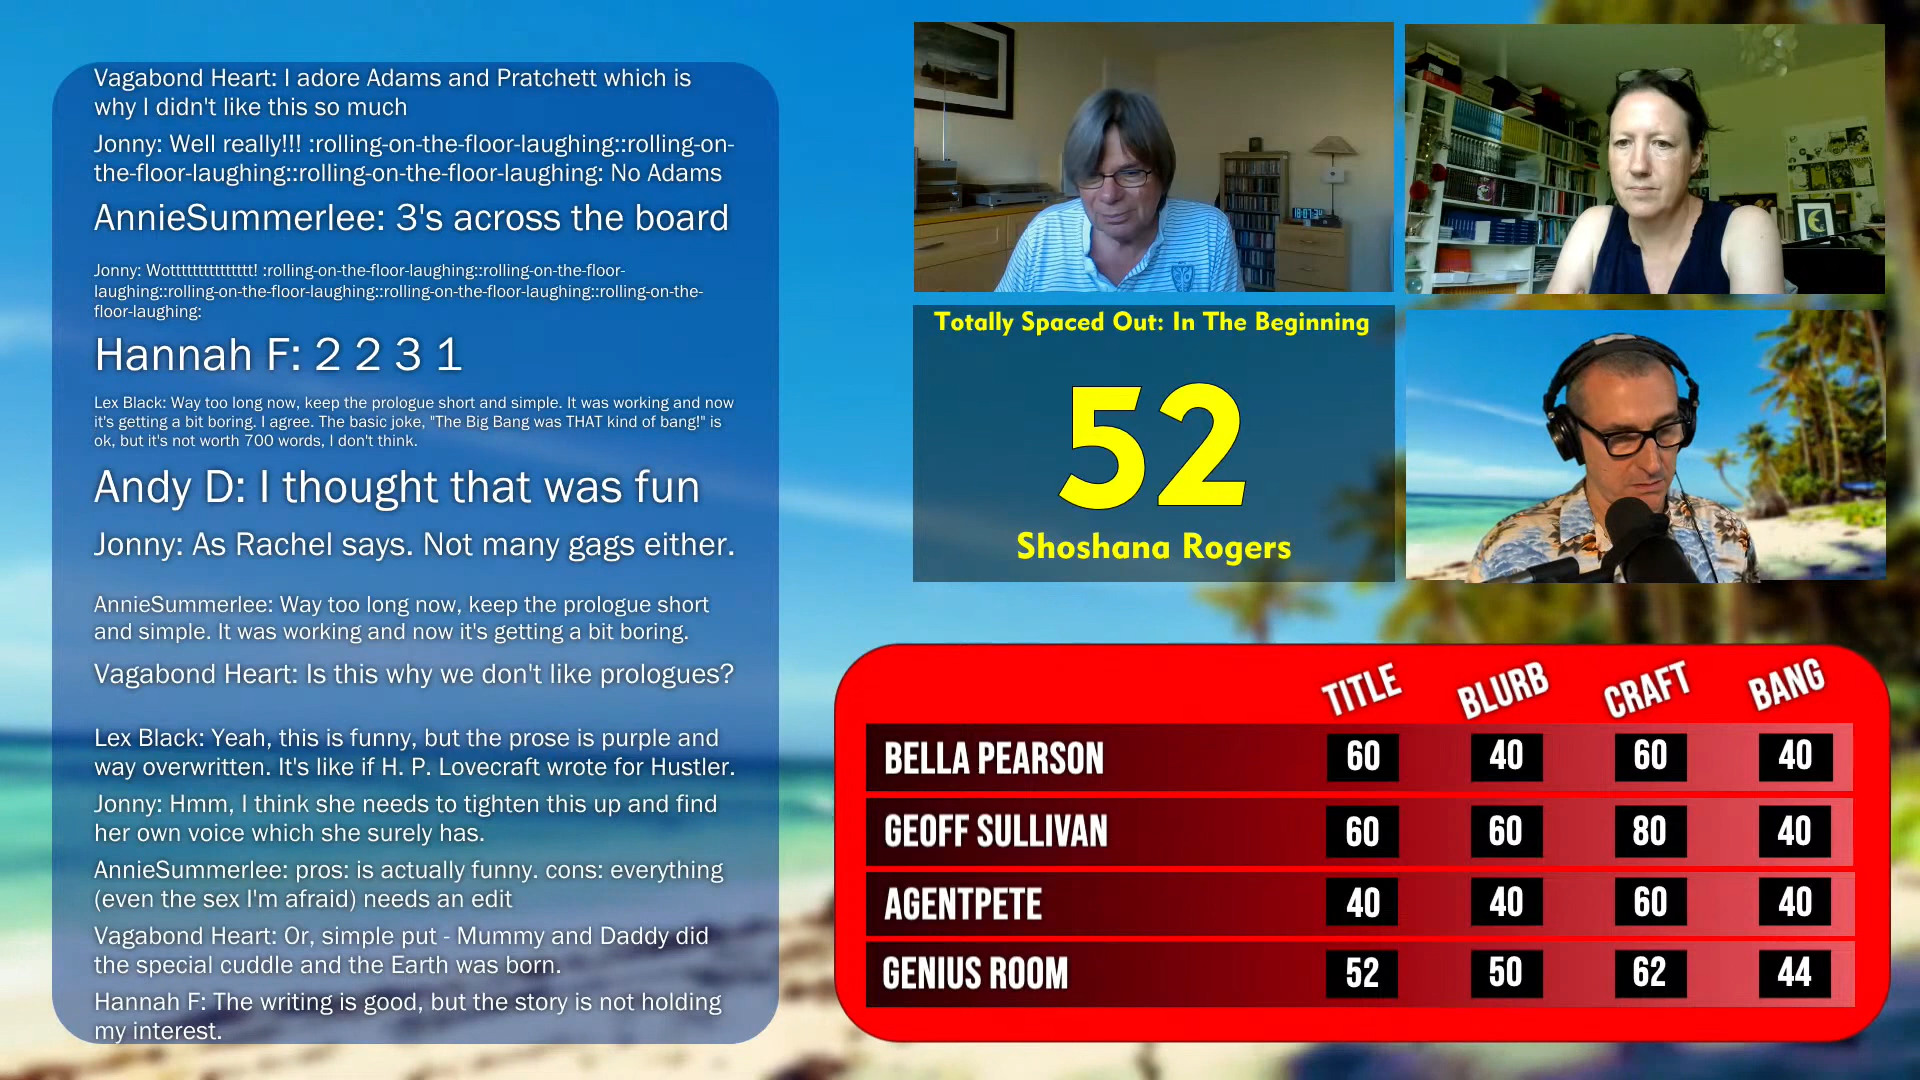 Vagabond Heart: I adore Adams and Pratchett which is
why I didn't like this so much
Jonny: Well really!!! :rolling-on-the-floor-laughing::rolling-on-
the-floor-laughing::rolling-on-the-floor-laughing: No Adams
AnnieSummerlee: 3's across the board
Jonny: Wottttttttttttttt! :rolling-on-the-floor-laughing::rolling-on-the-floor-
laughing::rolling-on-the-floor-laughing::rolling-on-the-floor-laughing::rolling-on-the-
floor-laughing:
Hannah F: 2 2 3 1
Lex Black: Way too long now, keep the prologue short and simple. It was working and now
it's getting a bit boring. I agree. The basic joke, "The Big Bang was THAT kind of bang!" is
ok, but it's not worth 700 words, I don't think.
Andy D: I thought that was fun
Jonny: As Rachel says. Not many gags either.
AnnieSummerlee: Way too long now, keep the prologue short
and simple. It was working and now it's getting a bit boring.
Vagabond Heart: Is this why we don't like prologues?
Lex Black: Yeah, this is funny, but the prose is purple and
way overwritten. It's like if H. P. Lovecraft wrote for Hustler.
Jonny: Hmm, I think she needs to tighten this up and find
her own voice which she surely has.
AnnieSummerlee: pros: is actually funny. cons: everything
(even the sex I'm afraid) needs an edit
Vagabond Heart: Or, simple put - Mummy and Daddy did
the special cuddle and the Earth was born.
Hannah F: The writing is good, but the story is not holding
my interest.
Totally Spaced Out: In The Beginning
52
Shoshana Rogers
TITLE BLURB CRAFT BANG
BELLA PEARSON 60 40 60 40
GEOFF SULLIVAN 60 60 80 40
AGENTPETE 40 40 60 40
GENIUS ROOM 52 50 62 44